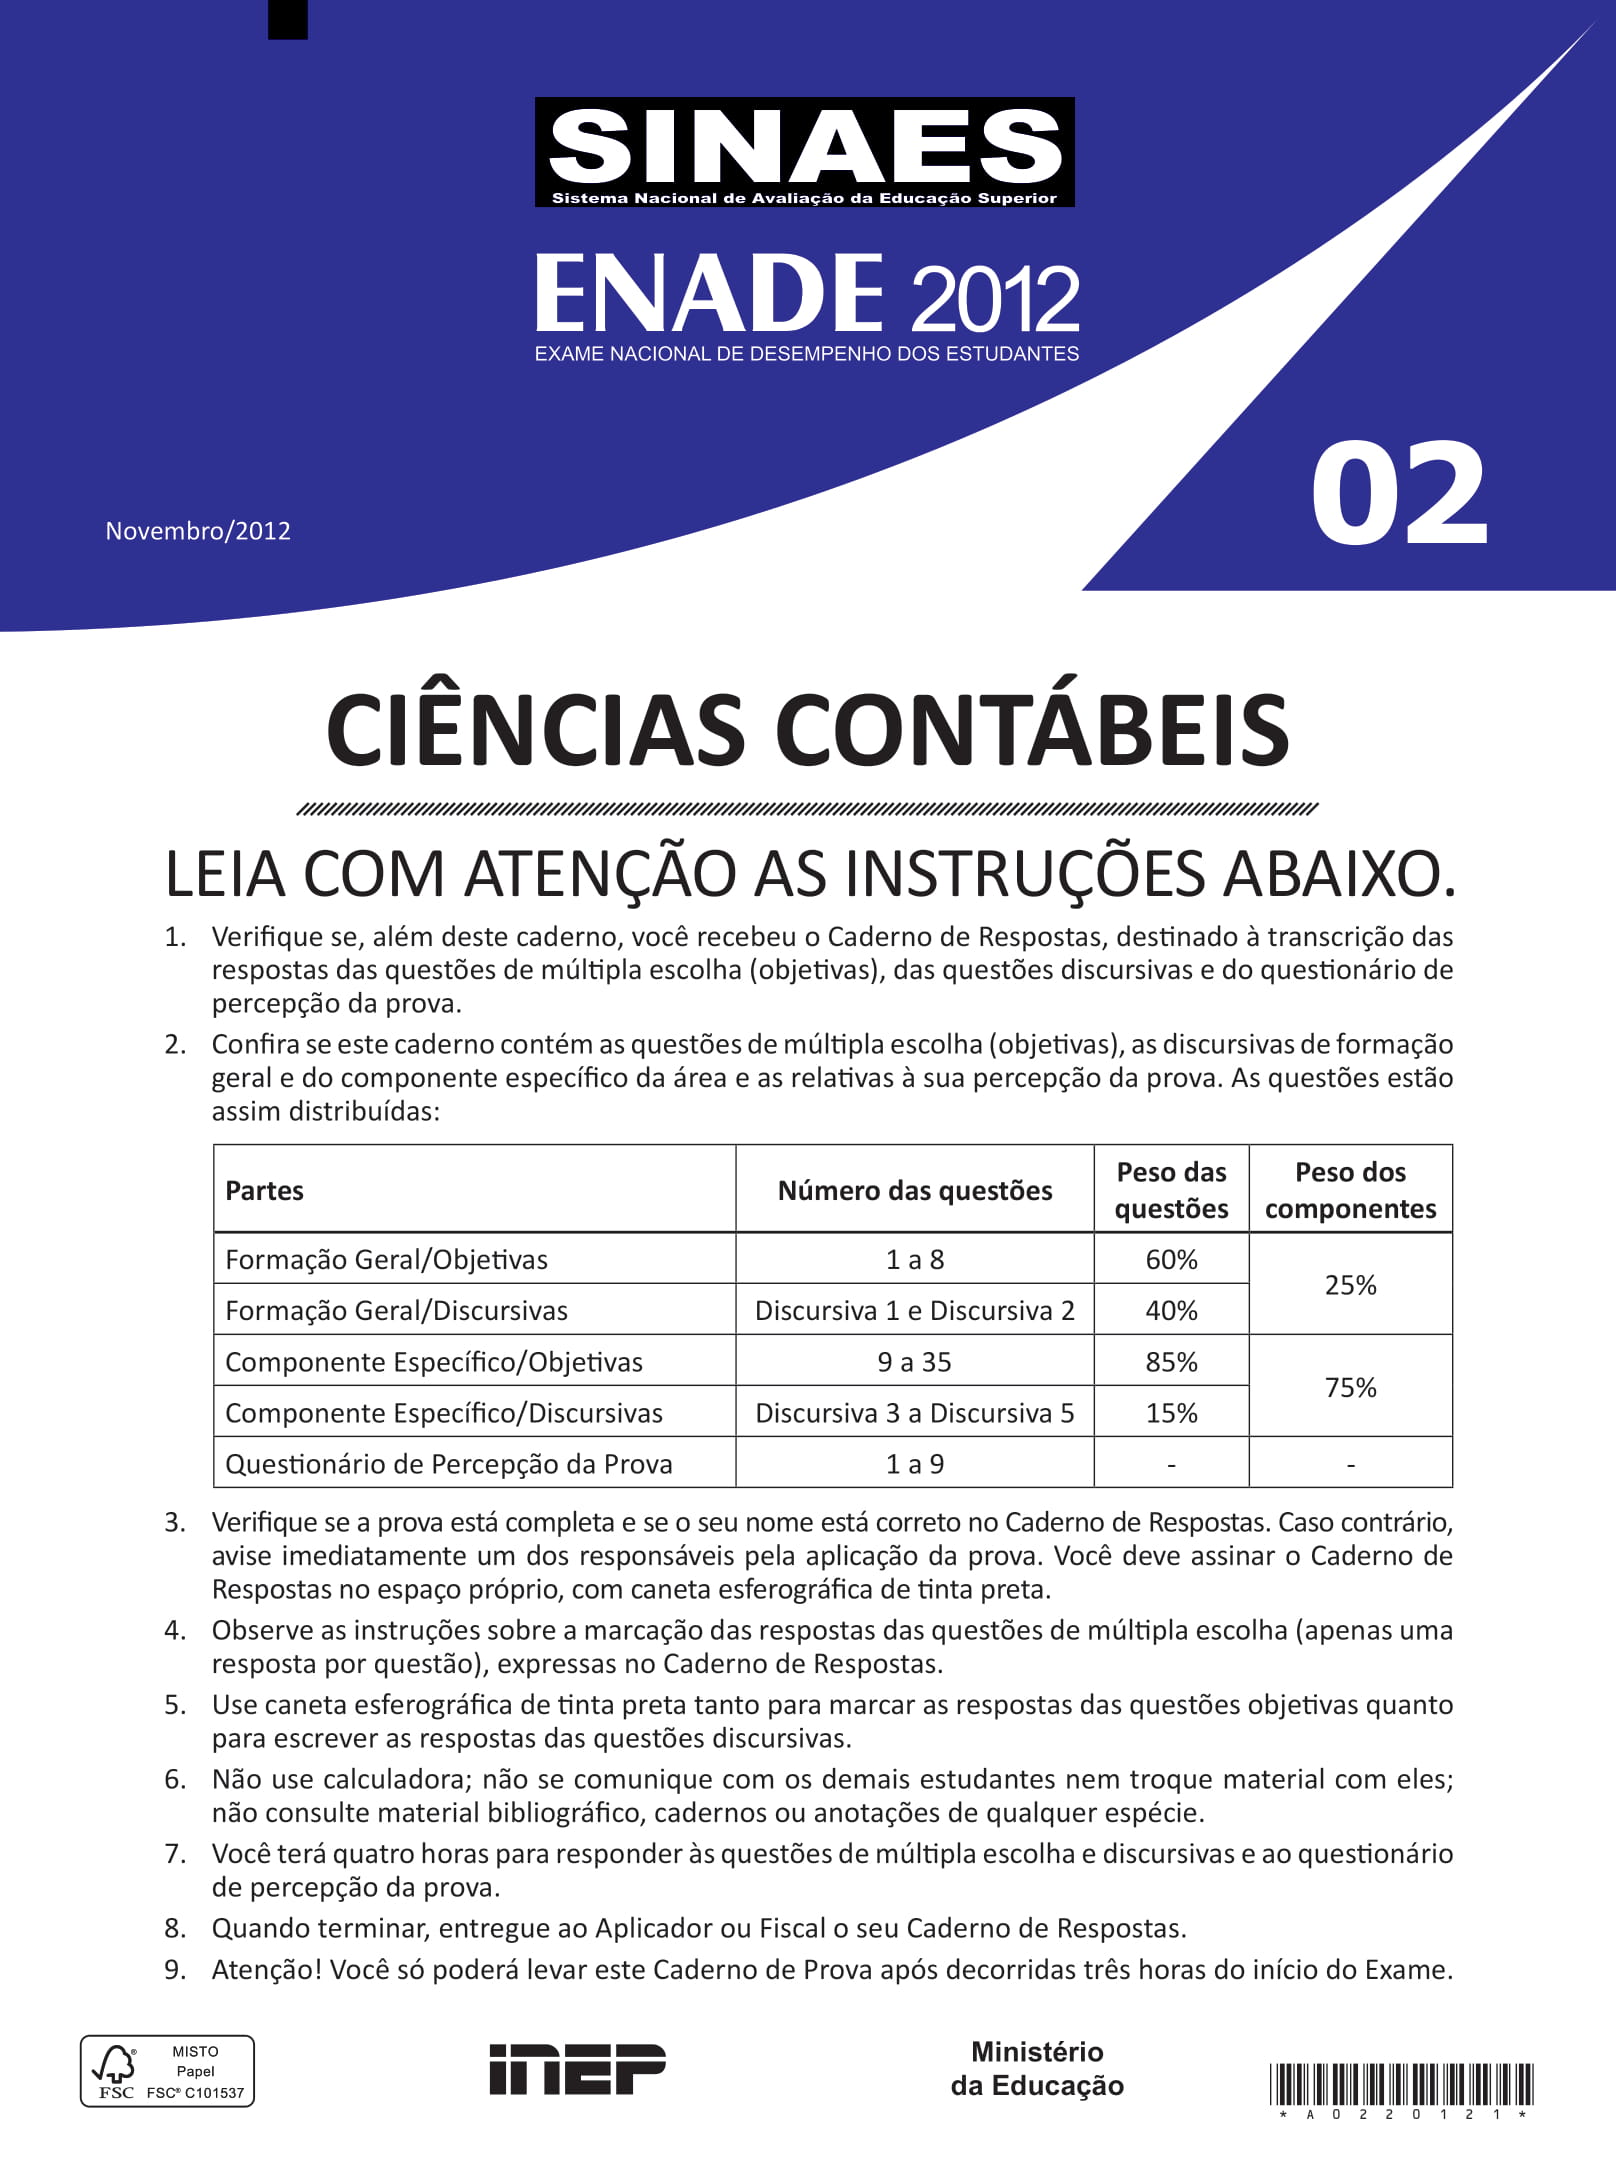 SINAES
Sistema Nacional de Avaliação da Educação Superior
ENADE 2012
EXAME NACIONAL DE DESEMPENHO DOS ESTUDANTES
02
Novembro/2012
CIÊNCIAS CONTÁBEIS
LEIA COM ATENÇÃO AS INSTRUÇÕES ABAIXO.
1. Verifique se, além deste caderno, você recebeu o Caderno de Respostas, destinado à transcrição das
respostas das questões de múltipla escolha (objetivas), das questões discursivas e do questionário de
percepção da prova.
2. Confira se este caderno contém as questões de múltipla escolha (objetivas), as discursivas de formação
geral e do componente específico da área e as relativas à sua percepção da prova. As questões estão
assim distribuídas:
Partes Número das questões Peso das questões Peso dos componentes
Formação Geral/Objetivas 1 a 8 60% 25%
Formação Geral/Discursivas Discursiva 1 e Discursiva 2 40%
Componente Específico/Objetivas 9 a 35 85% 75%
Componente Específico/Discursivas Discursiva 3 a Discursiva 5 15%
Questionário de Percepção da Prova 1 a 9 - -
3. Verifique se a prova está completa e se o seu nome está correto no Caderno de Respostas. Caso contrário,
avise imediatamente um dos responsáveis pela aplicação da prova. Você deve assinar o Caderno de
Respostas no espaço próprio, com caneta esferográfica de tinta preta.
4. Observe as instruções sobre a marcação das respostas das questões de múltipla escolha (apenas uma
resposta por questão), expressas no Caderno de Respostas.
5. Use caneta esferográfica de tinta preta tanto para marcar as respostas das questões objetivas quanto
para escrever as respostas das questões discursivas.
6. Não use calculadora; não se comunique com os demais estudantes nem troque material com eles;
não consulte material bibliográfico, cadernos ou anotações de qualquer espécie.
7. Você terá quatro horas para responder às questões de múltipla escolha e discursivas e ao questionário
de percepção da prova.
8. Quando terminar, entregue ao Aplicador ou Fiscal o seu Caderno de Respostas.
9. Atenção! Você só poderá levar este Caderno de Prova após decorridas três horas do início do Exame.
FSC®
MISTO
Papel
FSC® C101537
INEP
Ministério
da Educação
* A 0 2 2 0 1 2 1 *